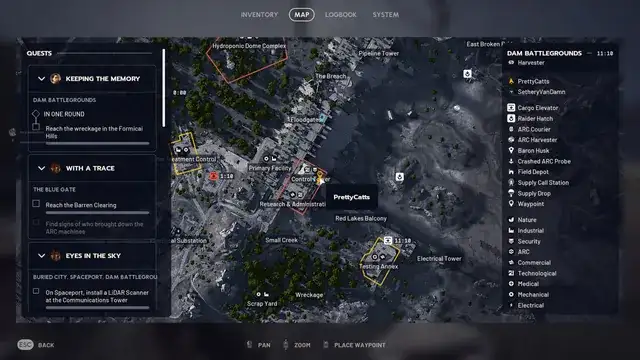 INVENTORY
MAP
LOGBOOK
SYSTEM
QUESTS
KEEPING THE MEMORY
DAM BATTLEGROUNDS
IN ONE ROUND
Reach the wreckage in the Formicai
Hills
WITH A TRACE
THE BLUE GATE
Reach the Barren Clearing
Find signs of who brought down the
ARC machines
EYES IN THE SKY
BURIED CITY, SPACEPORT, DAM BATTLEGROU
On Spaceport, install a LiDAR Scanner
at the Communications Tower
Hydroponic Dome Complex
Pipeline Tower
East Broken
The Breach
8:00
Floodgates
eatment Control
Primary Facility
1:10
Control Tower
PrettyCatts
Research & Administrati
Red Lakes Balcony
al Substation
Small Creek
11:10
Electrical Tower
Testing Annex
Wreckage
Scrap Yard
DAM BATTLEGROUNDS
11:10
Harvester
PrettyCatts
SetheryVanDamn
Cargo Elevator
Raider Hatch
ARC Courier
ARC Harvester
Baron Husk
Crashed ARC Probe
Field Depot
Supply Call Station
Supply Drop
Waypoint
Nature
Industrial
Security
ARC
Commercial
Technological
Medical
Mechanical
Electrical
ESC
BACK
PAN
ZOOM
PLACE WAYPOINT